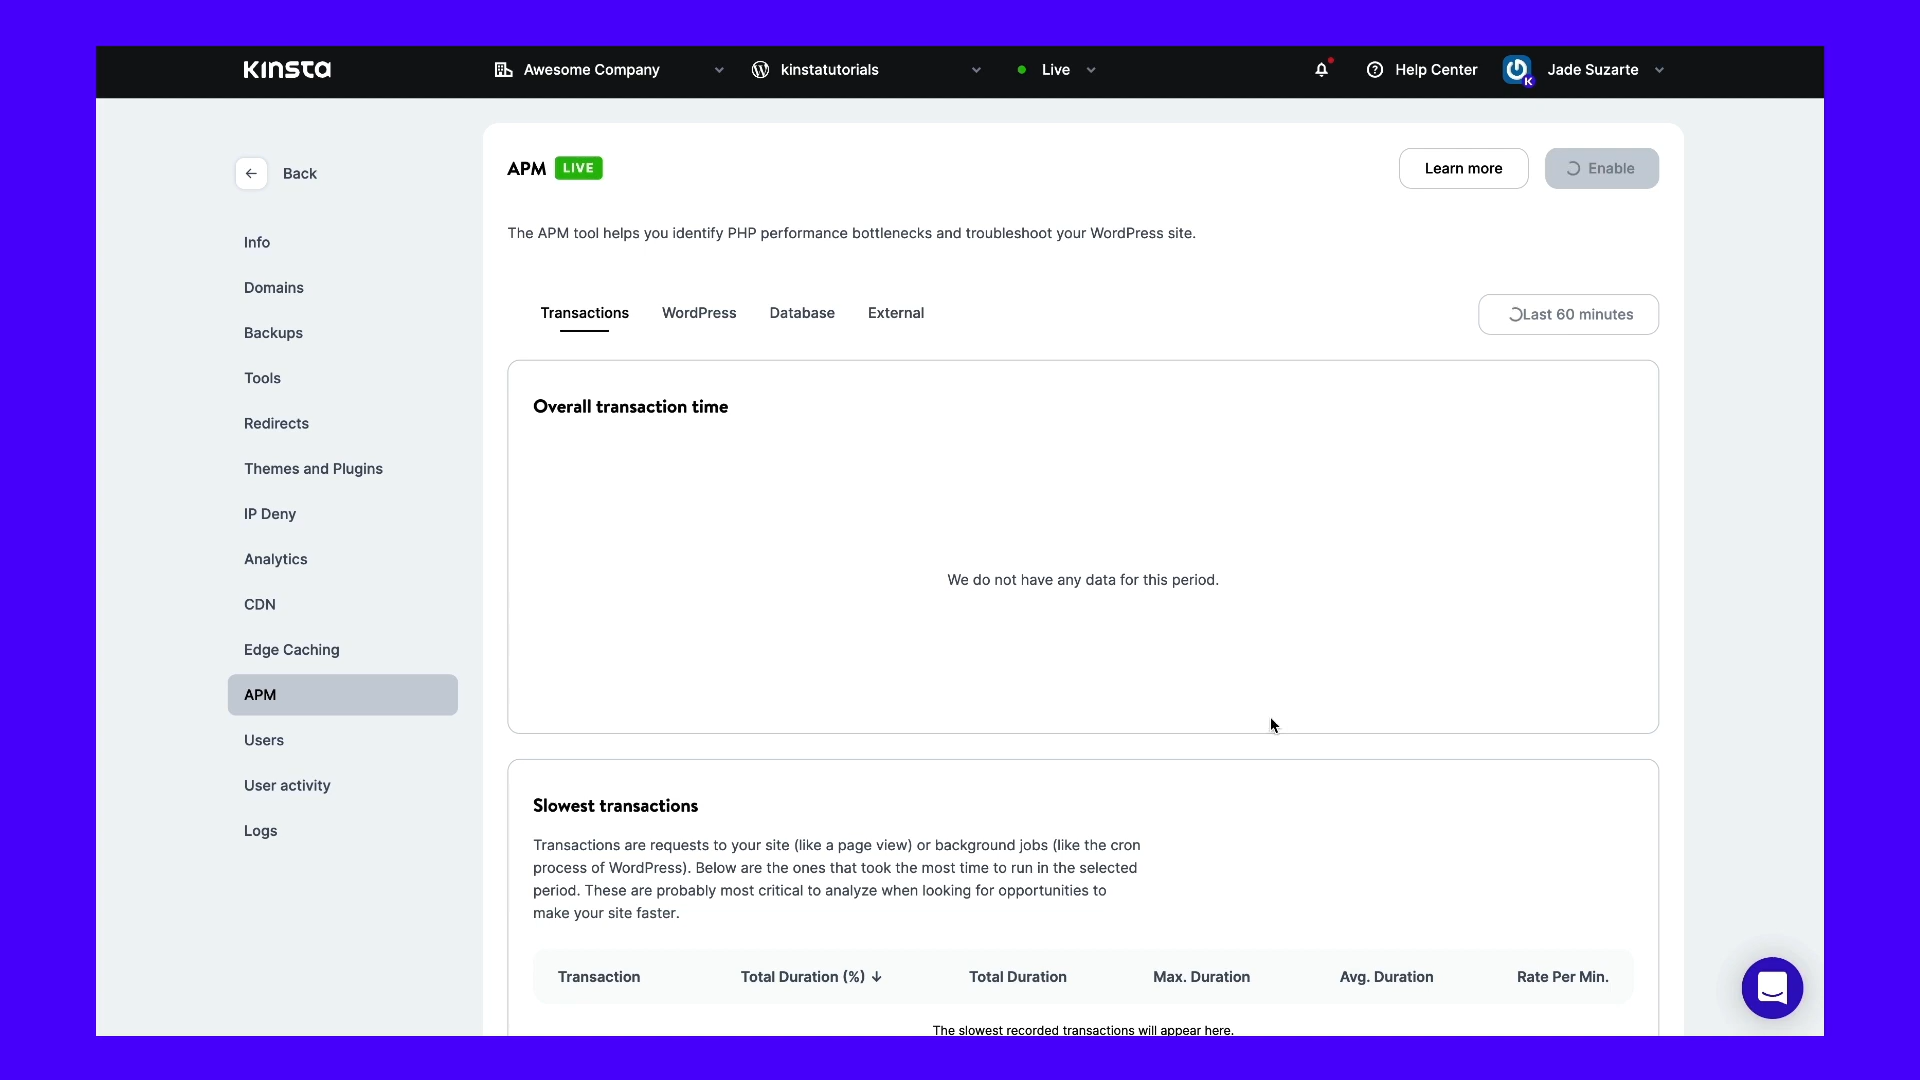 Kinsta
Awesome Company
kinstatutorials
Live
Help Center
K
Jade Suzarte
Back
Info
Domains
Backups
Tools
Redirects
Themes and Plugins
IP Deny
Analytics
CDN
Edge Caching
APM
Users
User activity
Logs
APM LIVE
Learn more
Enable
The APM tool helps you identify PHP performance bottlenecks and troubleshoot your WordPress site.
Transactions WordPress Database External
Last 60 minutes
Overall transaction time
We do not have any data for this period.
Slowest transactions
Transactions are requests to your site (like a page view) or background jobs (like the cron
process of WordPress). Below are the ones that took the most time to run in the selected
period. These are probably most critical to analyze when looking for opportunities to
make your site faster.
Transaction Total Duration (%) ↓ Total Duration Max. Duration Avg. Duration Rate Per Min.
The slowest recorded transactions will appear here.